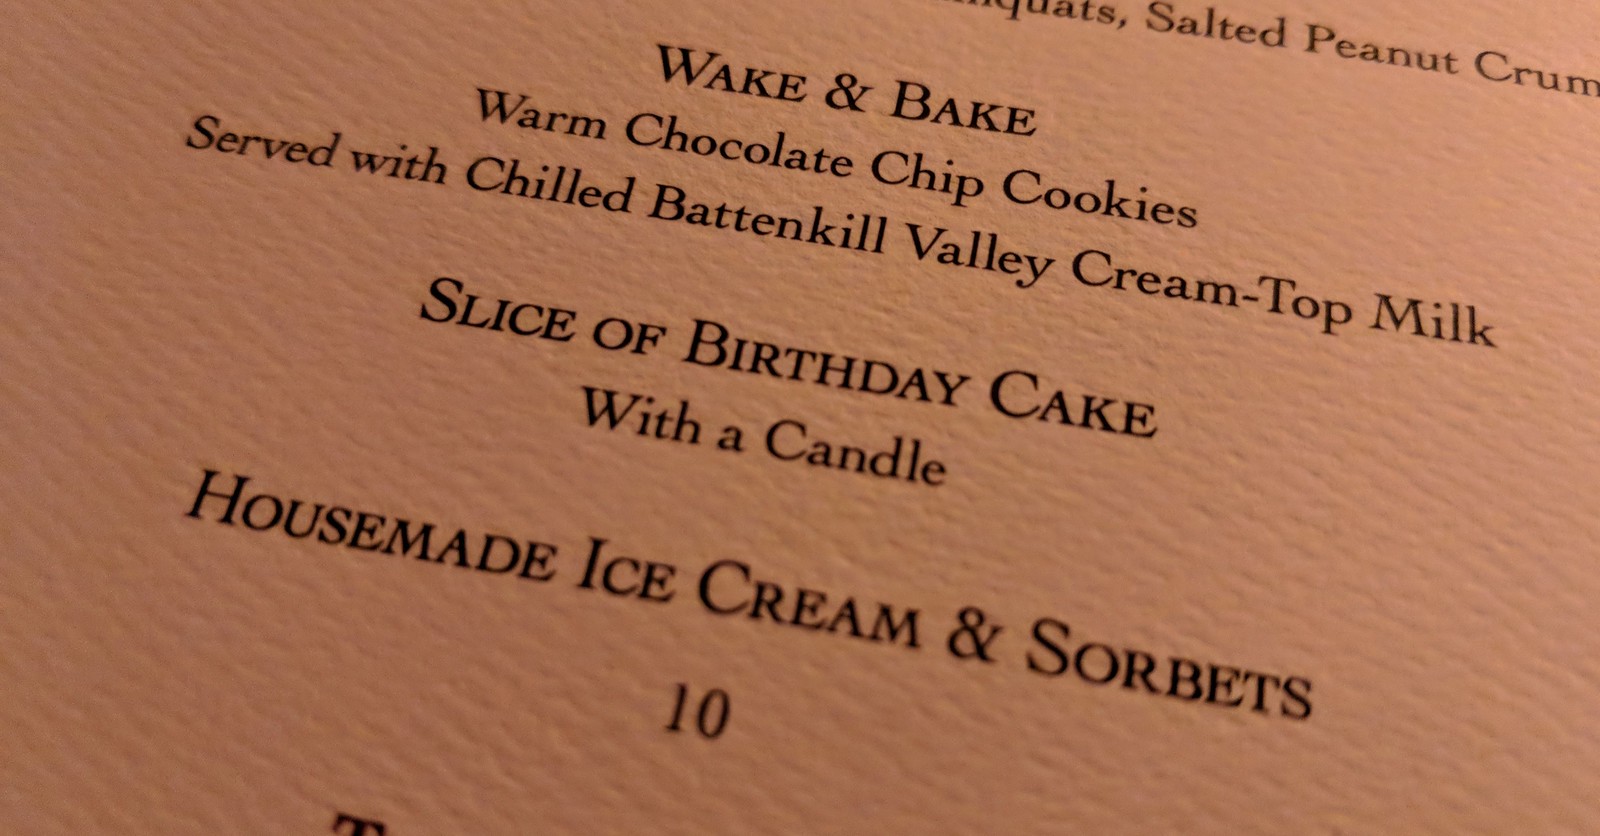 Salted Peanut
WAKE & BAKE
Warm Chocolate Chip Cookies
Served with Chilled Battenkill Valley Cream-Top Milk
SLICE OF BIRTHDAY CAKE
With a Candle
HOUSEMADE ICE CREAM & SORBETS
10